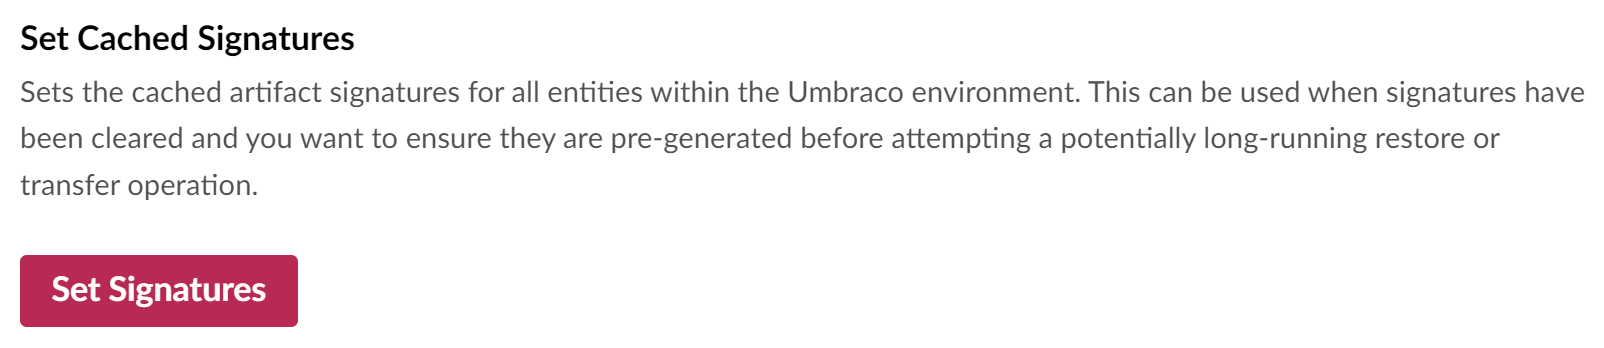 Set Cached Signatures
Sets the cached artifact signatures for all entities within the Umbraco environment. This can be used when signatures have
been cleared and you want to ensure they are pre-generated before attempting a potentially long-running restore or
transfer operation.
Set Signatures